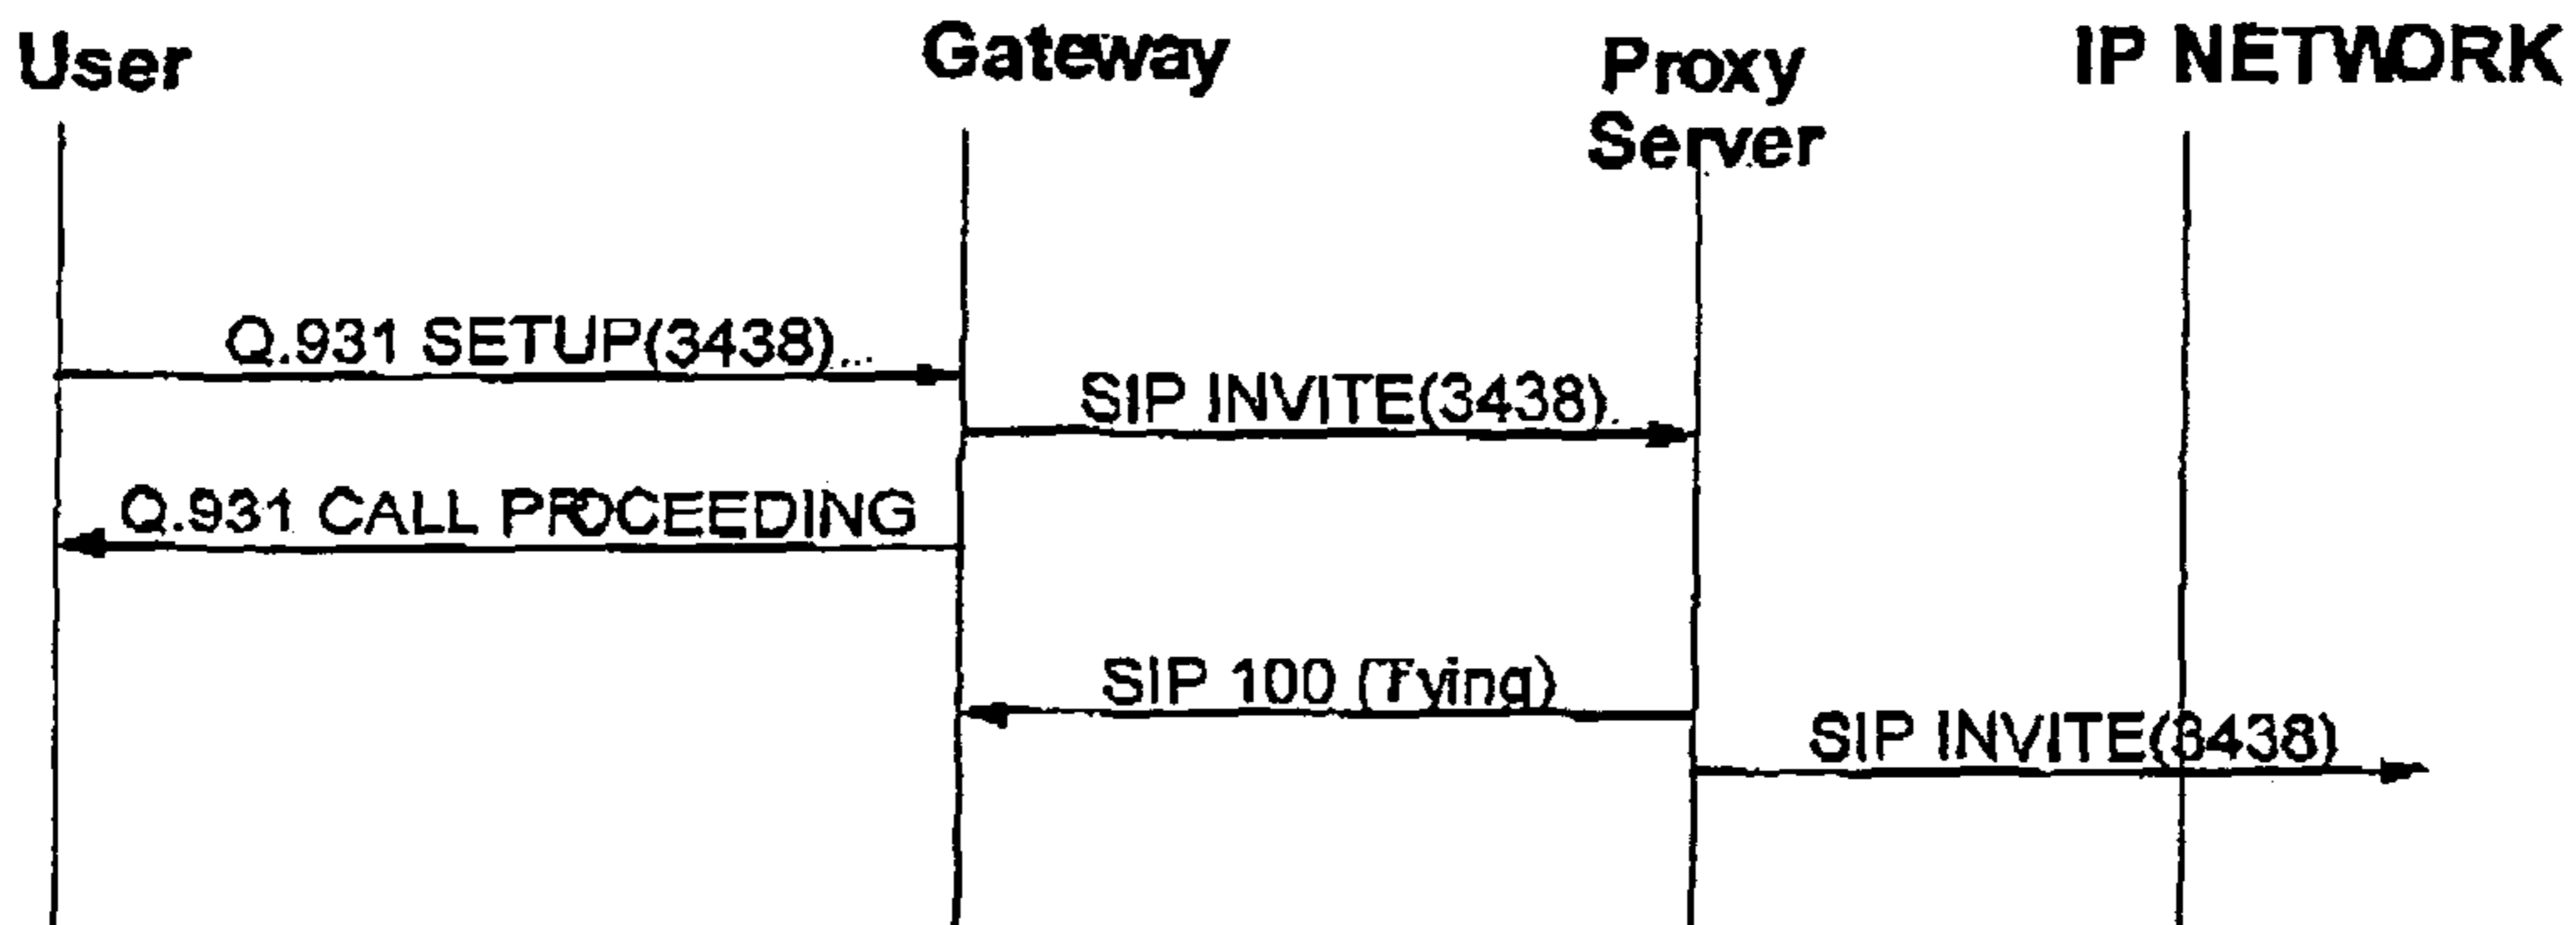 User
Gateway
Proxy
Server
IP NETWORK
Q.931 SETUP(3438)...
SIP INVITE(3438).
Q.931 CALL PROCEEDING
SIP 100 (Tying)
SIP INVITE(3438)